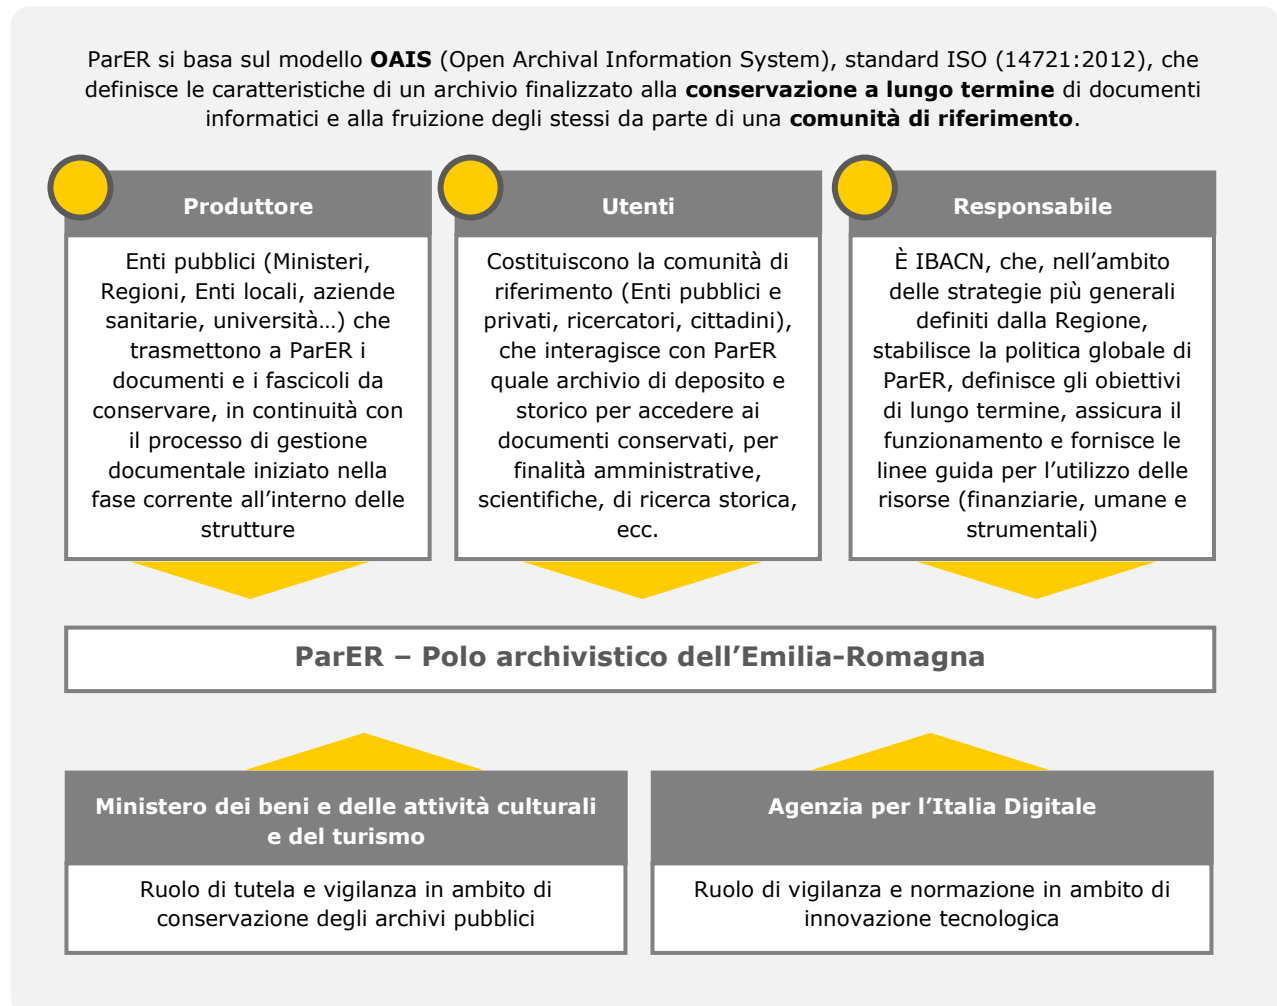 ParER si basa sul modello OAIS (Open Archival Information System), standard ISO (14721:2012), che
definisce le caratteristiche di un archivio finalizzato alla conservazione a lungo termine di documenti
informatici e alla fruizione degli stessi da parte di una comunità di riferimento.
Produttore
Enti pubblici (Ministeri,
Regioni, Enti locali, aziende
sanitarie, università…) che
trasmettono a ParER i
documenti e i fascicoli da
conservare, in continuità con
il processo di gestione
documentale iniziato nella
fase corrente all’interno delle
strutture
Utenti
Costituiscono la comunità di
riferimento (Enti pubblici e
privati, ricercatori, cittadini),
che interagisce con ParER
quale archivio di deposito e
storico per accedere ai
documenti conservati, per
finalità amministrative,
scientifiche, di ricerca storica,
ecc.
Responsabile
È IBACN, che, nell’ambito
delle strategie più generali
definiti dalla Regione,
stabilisce la politica globale di
ParER, definisce gli obiettivi
di lungo termine, assicura il
funzionamento e fornisce le
linee guida per l’utilizzo delle
risorse (finanziarie, umane e
strumentali)
ParER – Polo archivistico dell’Emilia-Romagna
Ministero dei beni e delle attività culturali
e del turismo
Ruolo di tutela e vigilanza in ambito di
conservazione degli archivi pubblici
Agenzia per l’Italia Digitale
Ruolo di vigilanza e normazione in ambito di
innovazione tecnologica